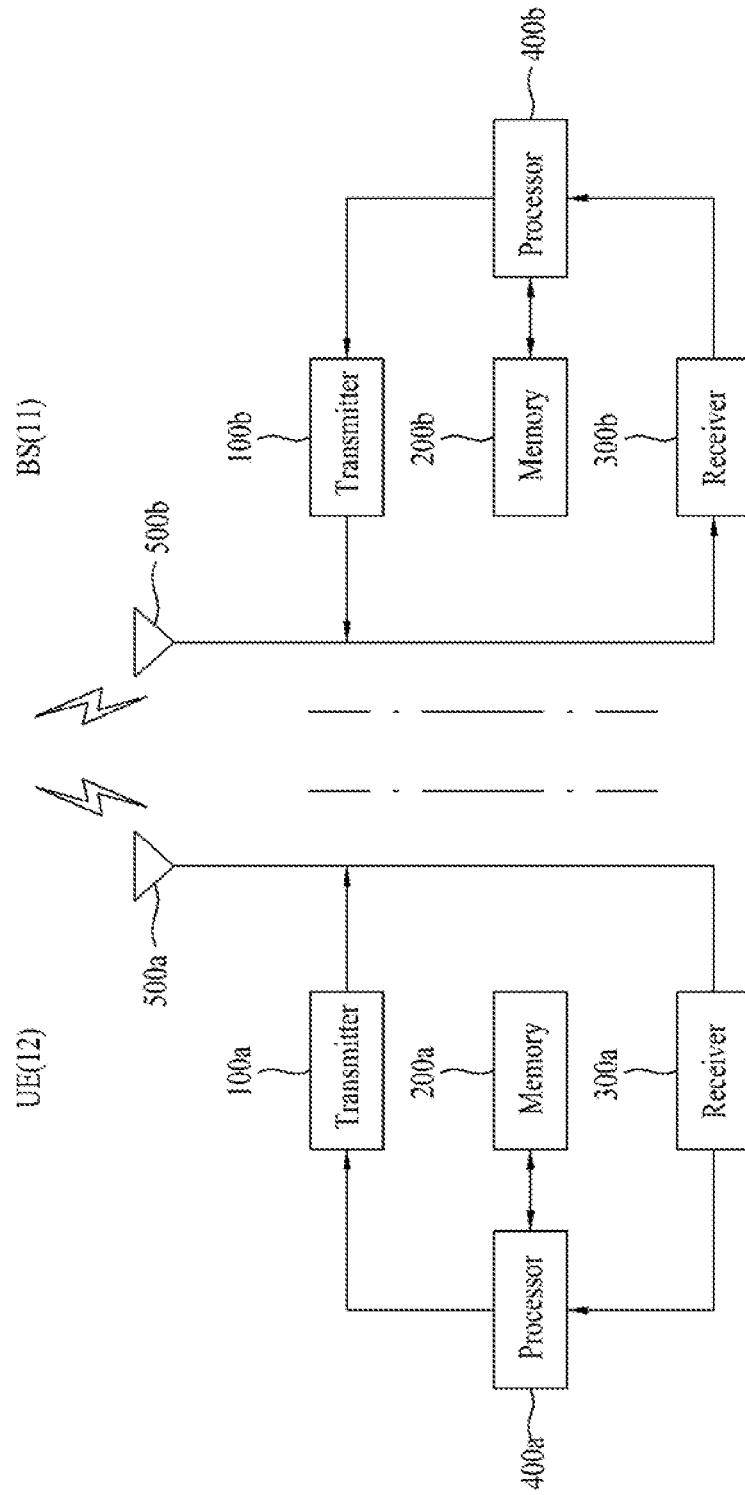 UE(12)
BS(11)
500a
500b
100a
Transmitter
100b
Transmitter
400a
Processor
200a
Memory
200b
Memory
400b
Processor
300a
Receiver
300b
Receiver